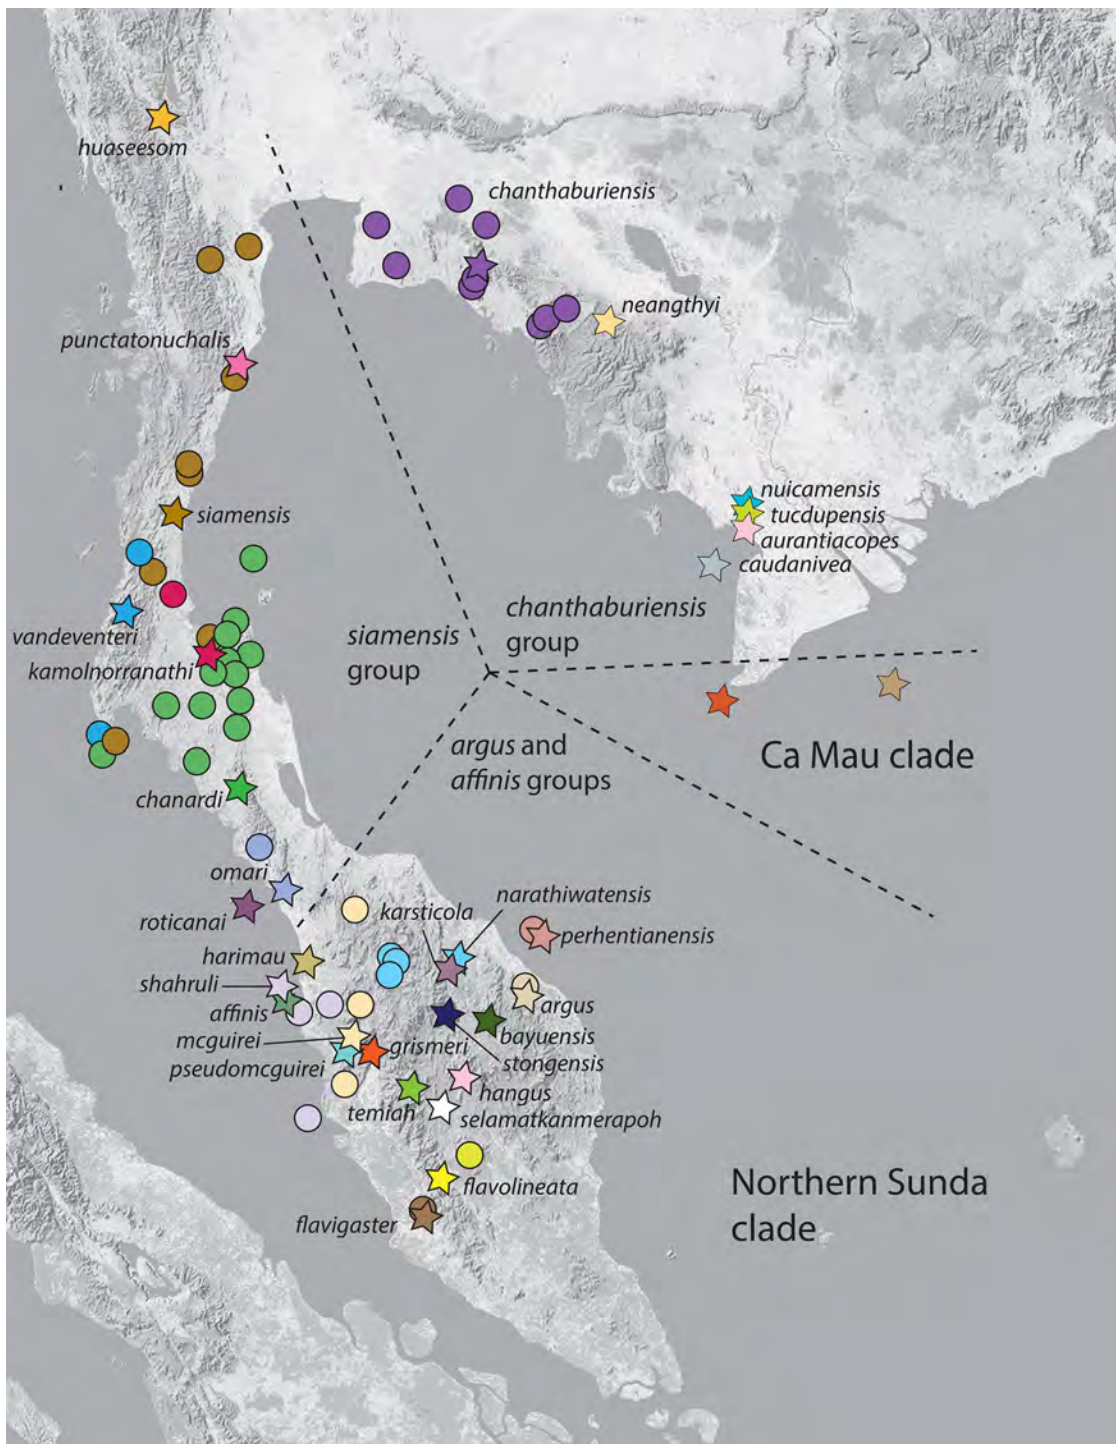 huaseesom
chanthaburiensis
neangthyi
punctatonuchalis
nuicamensis
tucdupensis
aurantiacopes
caudanivea
siamensis
vandeventeri
kamolnorranathi
siamensis
group
chanthaburiensis
group
argus and
affinis groups
Ca Mau clade
chanardi
omari
roticanai
karsticola
narathiwatensis
perhentianensis
harimau
shahruli
affinis
argus
mcguirei
bayuensis
pseudomcguirei
grismeri
stongensis
temiah
hangus
selamatkanmerapoh
flavolineata
flavigaster
Northern Sunda
clade